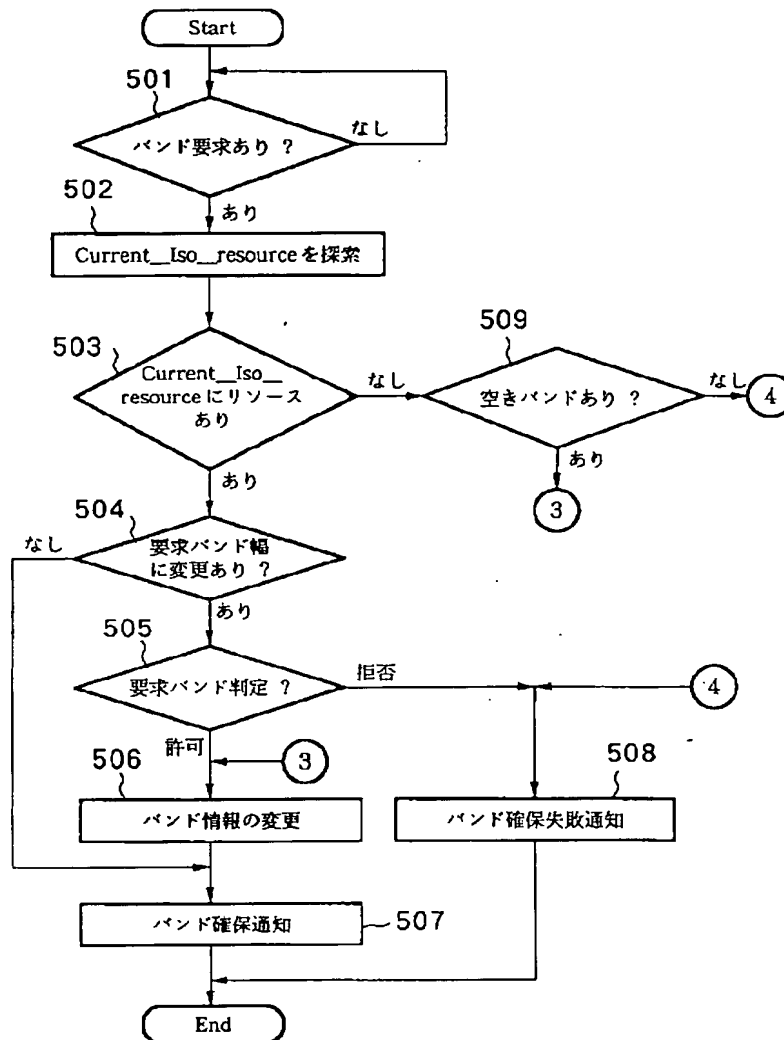 Start
501
バンド要求あり ?
なし
502
あり
Current__Iso__resourceを探索
503
509
Current__Iso__
resourceにリソース
あり
なし
空きバンドあり ?
なし
4
あり
あり
3
504
なし
要求バンド幅
に変更あり ?
あり
505
要求バンド判定 ?
拒否
4
許可
3
506
508
バンド情報の変更
バンド確保失敗通知
バンド確保通知
507
End